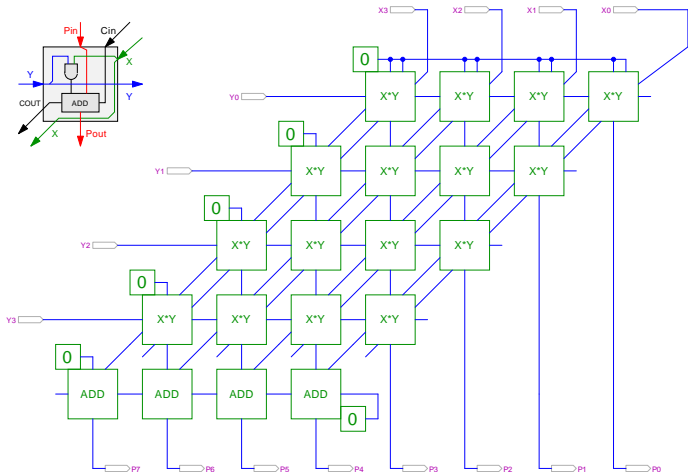 X3 X2 X1 X0
Pin Cin
X
Y Y
COUT ADD
X Pout
0
Y0 X*Y X*Y X*Y X*Y
0
Y1 X*Y X*Y X*Y X*Y
0
Y2 X*Y X*Y X*Y X*Y
0
Y3 X*Y X*Y X*Y X*Y
0
ADD ADD ADD ADD
0
P7 P6 P5 P4 P3 P2 P1 P0